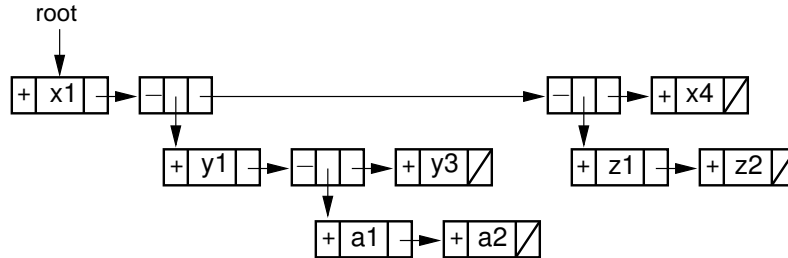 root
+ x1 − − + x4
+ y1 − + y3 + z1 + z2
+ a1 + a2